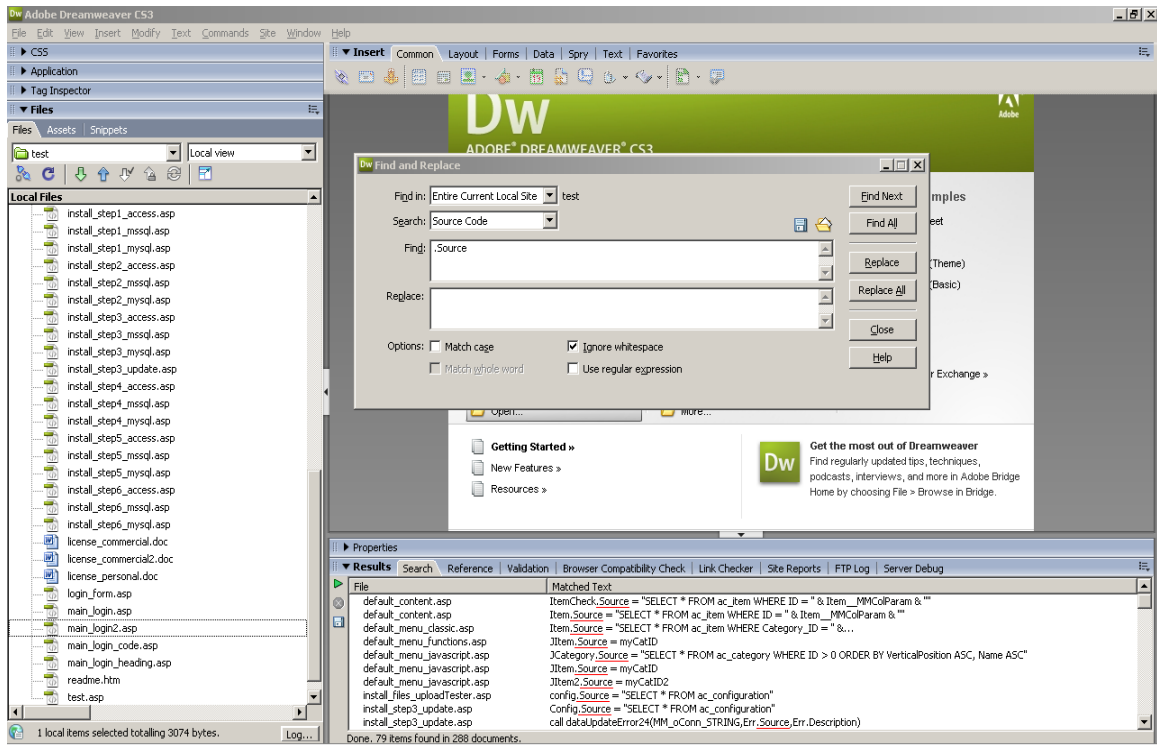 Dw Adobe Dreamweaver CS3
File Edit View Insert Modify Text Commands Site Window Help
CSS
Application
Tag Inspector
Files
Files Assets Snippets
test Local view
Local Files
install_step1_access.asp
install_step1_mssql.asp
install_step1_mysql.asp
install_step2_access.asp
install_step2_mssql.asp
install_step2_mysql.asp
install_step3_access.asp
install_step3_mssql.asp
install_step3_mysql.asp
install_step3_update.asp
install_step4_access.asp
install_step4_mssql.asp
install_step4_mysql.asp
install_step5_access.asp
install_step5_mssql.asp
install_step5_mysql.asp
install_step6_access.asp
install_step6_mssql.asp
install_step6_mysql.asp
license_commercial.doc
license_commercial2.doc
license_personal.doc
login_form.asp
main_login.asp
main_login2.asp
main_login_code.asp
main_login_heading.asp
readme.htm
test.asp
1 local items selected totalling 3074 bytes. Log...
Insert Common Layout Forms Data Spry Text Favorites
Dw
Adobe
ADOBE® DREAMWEAVER® CS3
Dw Find and Replace
Find in: Entire Current Local Site test
Search: Source Code
Find: .Source
Replace:
Options: Match case Ignore whitespace
Match whole word Use regular expression
Find Next
Find All
Replace
Replace All
Close
Help
mples
eet
(Theme)
(Basic)
r Exchange »
Open...
More...
Getting Started »
New Features »
Resources »
Dw
Get the most out of Dreamweaver
Find regularly updated tips, techniques,
podcasts, interviews, and more in Adobe Bridge
Home by choosing File > Browse in Bridge.
Properties
Results Search Reference Validation Browser Compatibility Check Link Checker Site Reports FTP Log Server Debug
File Matched Text
default_content.asp ItemCheck.Source = "SELECT * FROM ac_item WHERE ID = " & Item__MMColParam & ""
default_content.asp Item.Source = "SELECT * FROM ac_item WHERE ID = " & Item__MMColParam & ""
default_menu_classic.asp Item.Source = "SELECT * FROM ac_item WHERE Category_ID = " &...
default_menu_functions.asp JItem.Source = myCatID
default_menu_javascript.asp JCategory.Source = "SELECT * FROM ac_category WHERE ID > 0 ORDER BY VerticalPosition ASC, Name ASC"
default_menu_javascript.asp JItem.Source = myCatID
default_menu_javascript.asp JItem2.Source = myCatID2
install_files_uploadTester.asp config.Source = "SELECT * FROM ac_configuration"
install_step3_update.asp Config.Source = "SELECT * FROM ac_configuration"
install_step3_update.asp call dataUpdateError24(MM_oConn_STRING,Err.Source,Err.Description)
Done. 79 items found in 288 documents.